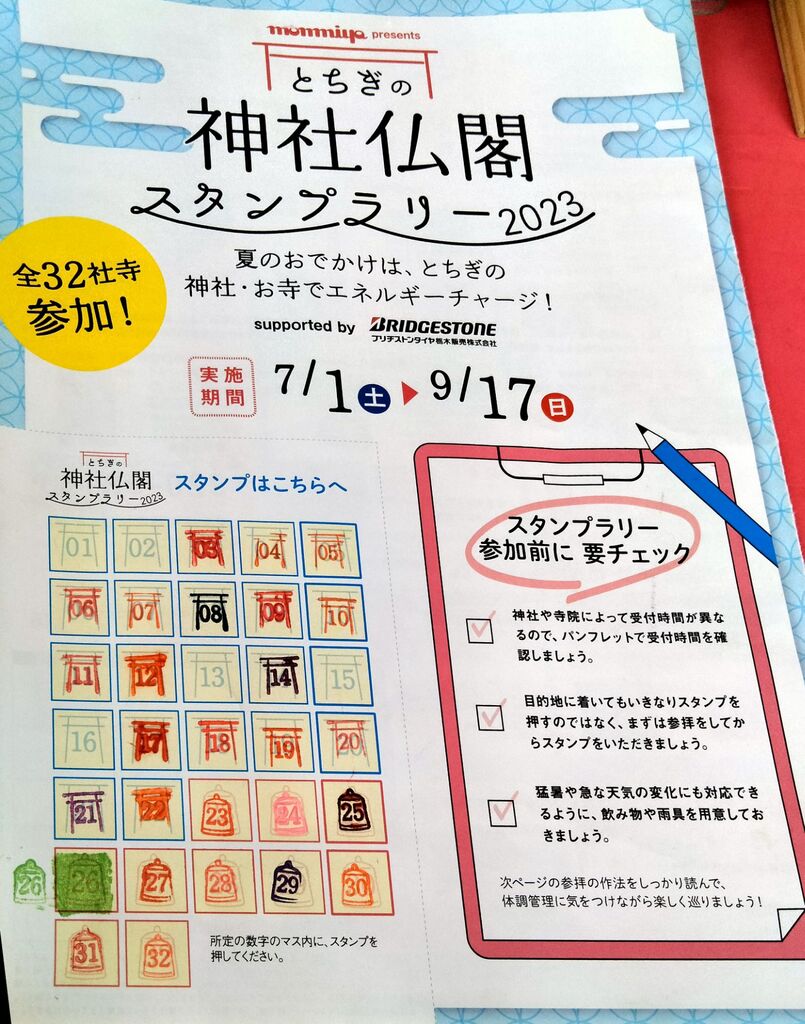 mommiya presents
とちぎの
神社仏閣
スタンプラリー2023
全32社寺
参加!
夏のおでかけは、とちぎの
神社・お寺でエネルギーチャージ!
supported by BRIDGESTONE
ブリヂストンタイヤ栃木販売株式会社
実施
期間
7/1土▶9/17日
とちぎの
神社仏閣
スタンプラリー2023
スタンプはこちらへ
01 02 03 04 05
06 07 08 09 10
11 12 13 14 15
16 17 18 19 20
21 22 23 24 25
26 26 27 28 29 30
31 32
所定の数字のマス内に、スタンプを
押してください。
スタンプラリー
参加前に 要チェック
神社や寺院によって受付時間が異な
るので、パンフレットで受付時間を確
認しましょう。
目的地に着いてもいきなりスタンプを
押すのではなく、まずは参拝をしてか
らスタンプをいただきましょう。
猛暑や急な天気の変化にも対応でき
るように、飲み物や雨具を用意してお
きましょう。
次ページの参拝の作法をしっかり読んで、
体調管理に気をつけながら楽しく巡りましょう!